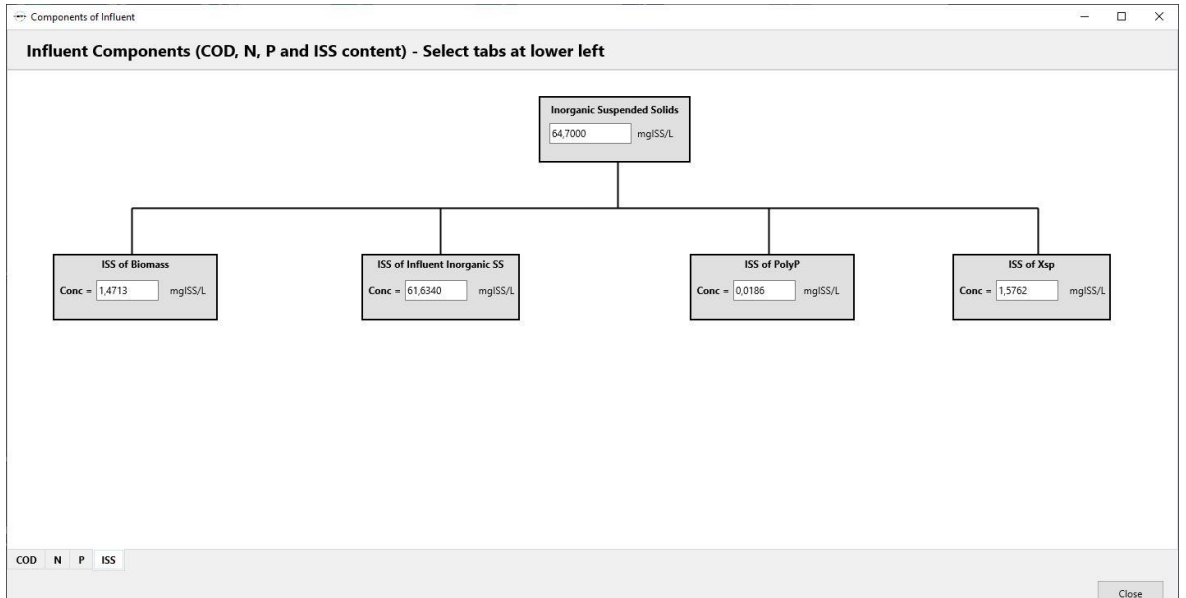 Components of Influent
Influent Components (COD, N, P and ISS content) - Select tabs at lower left
Inorganic Suspended Solids
64,7000 mgISS/L
ISS of Biomass
Conc = 1,4713 mgISS/L
ISS of Influent Inorganic SS
Conc = 61,6340 mgISS/L
ISS of PolyP
Conc = 0,0186 mgISS/L
ISS of Xsp
Conc = 1,5762 mgISS/L
COD N P ISS
Close